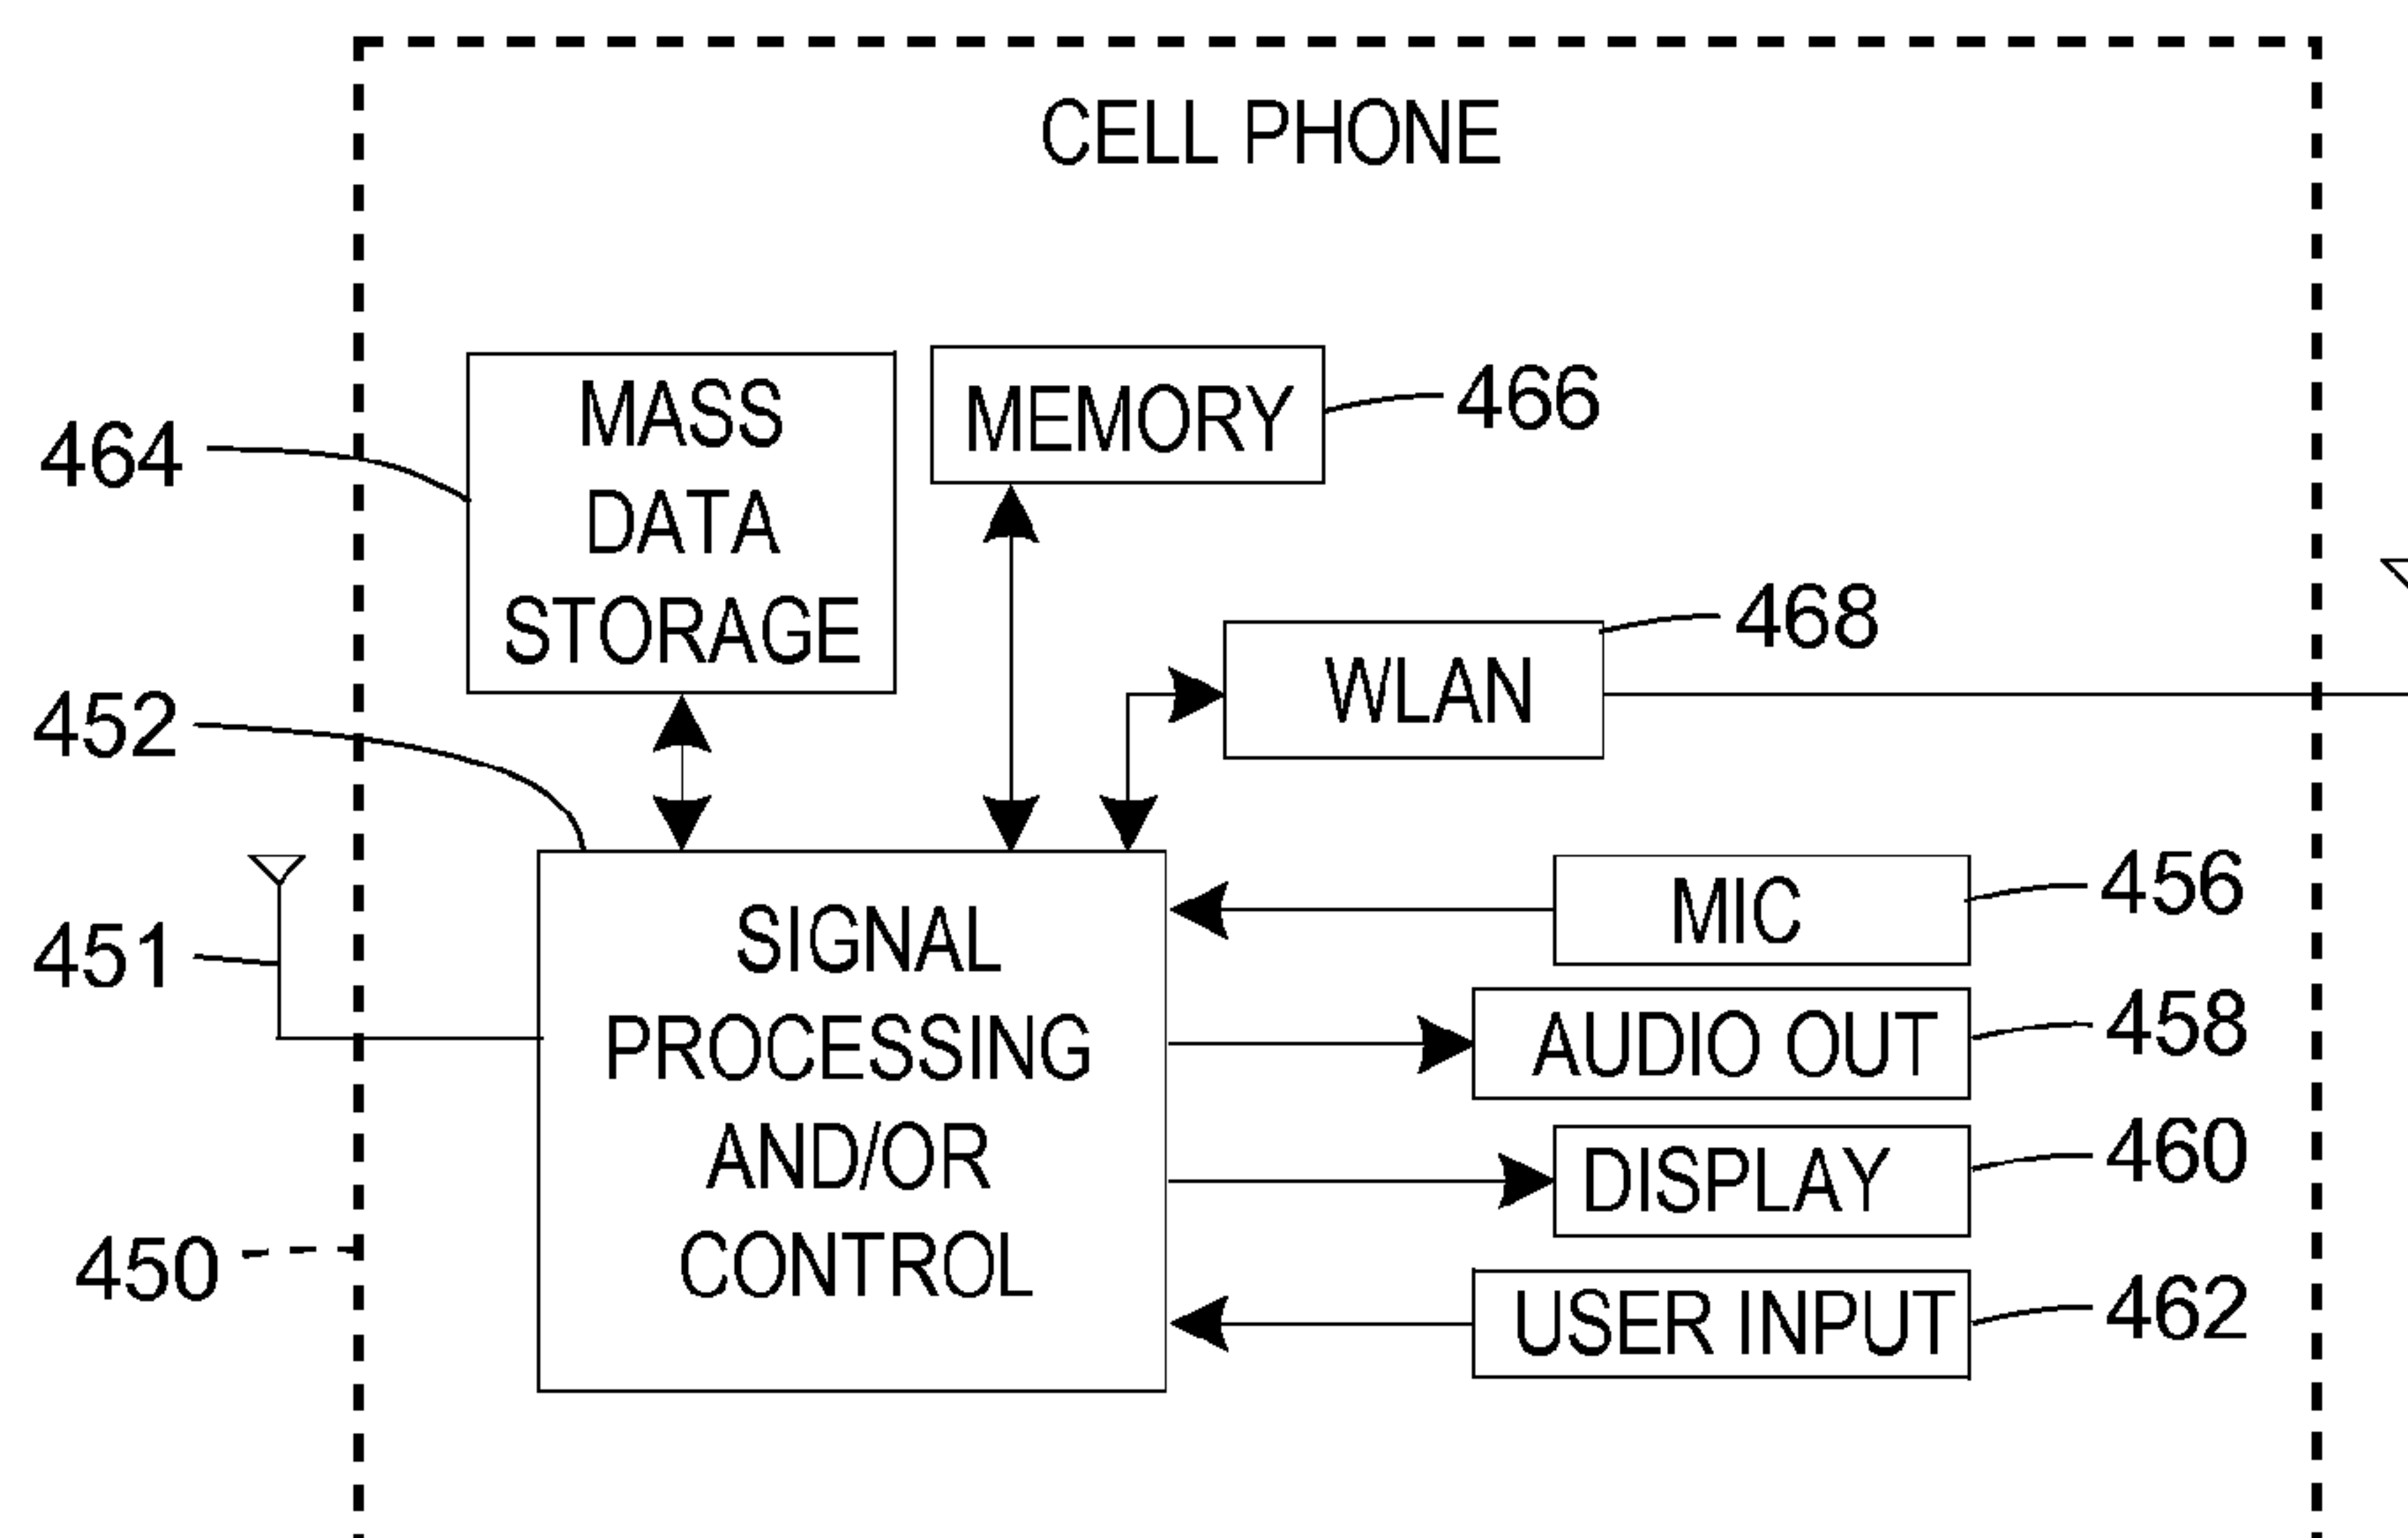 CELL PHONE
MASS
DATA
STORAGE
MEMORY
466
464
468
WLAN
452
456
MIC
SIGNAL
PROCESSING
AND/OR
CONTROL
451
458
AUDIO OUT
460
DISPLAY
450
462
USER INPUT